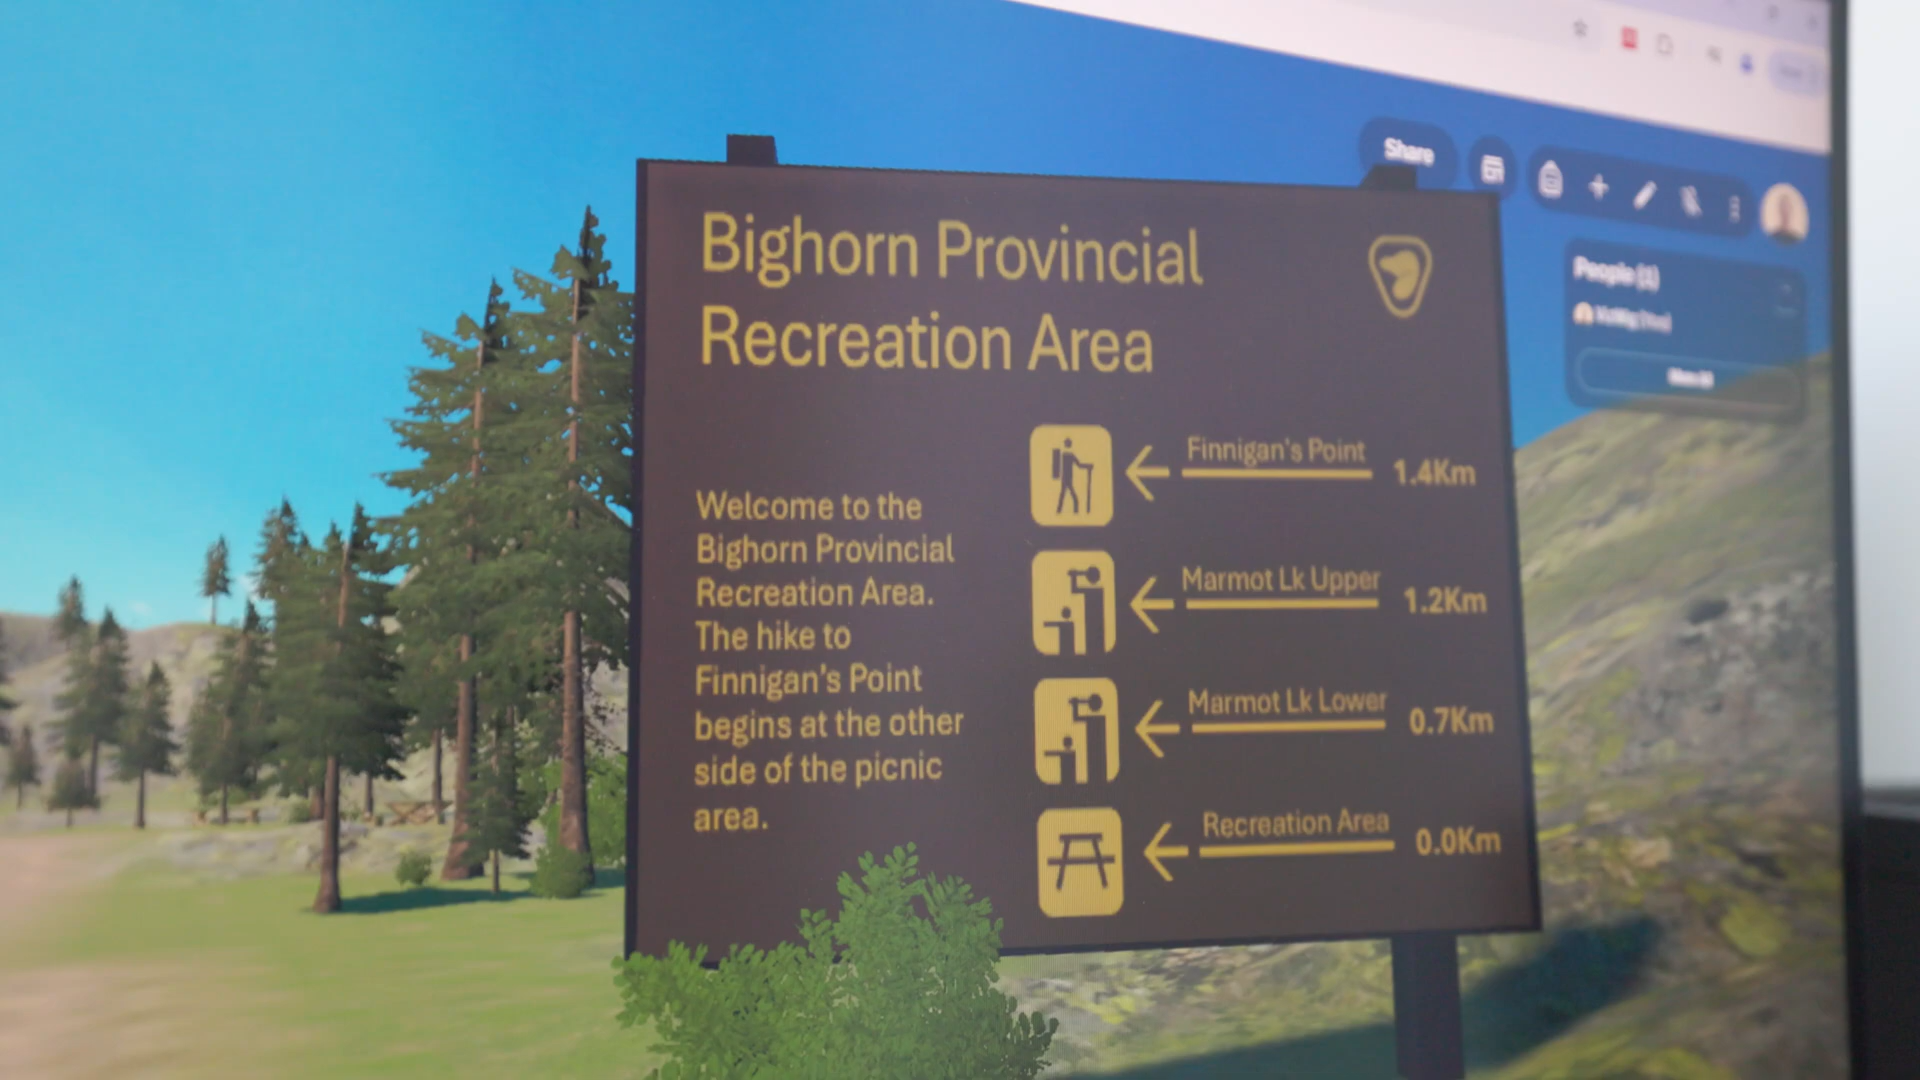 Share
People (1)
Bighorn Provincial
Recreation Area
Welcome to the
Bighorn Provincial
Recreation Area.
The hike to
Finnigan's Point
begins at the other
side of the picnic
area.
Finnigan's Point 1.4Km
Marmot Lk Upper 1.2Km
Marmot Lk Lower 0.7Km
Recreation Area 0.0Km